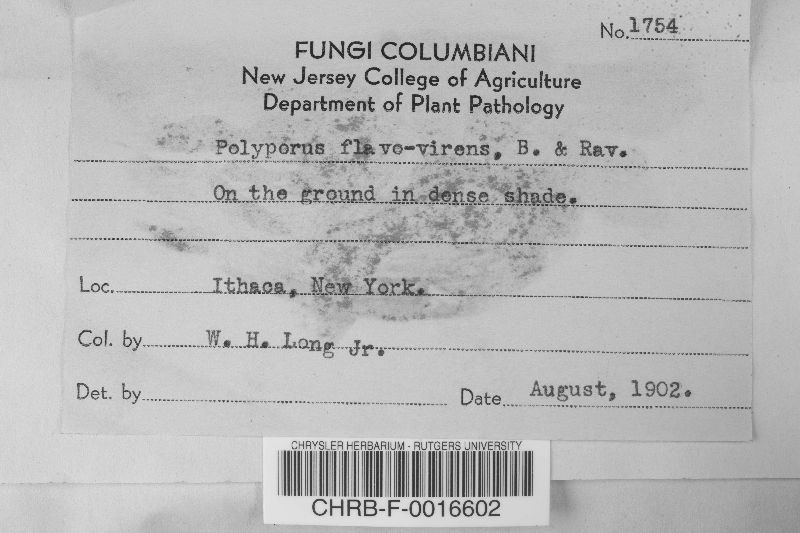 No. 1754
FUNGI COLUMBIANI
New Jersey College of Agriculture
Department of Plant Pathology
Polyporus flavo-virens, B. & Rav.
On the ground in dense shade.
Loc. Ithaca, New York.
Col. by W. H. Long Jr.
Det. by Date August, 1902.
CHRYSLER HERBARIUM - RUTGERS UNIVERSITY
CHRB-F-0016602